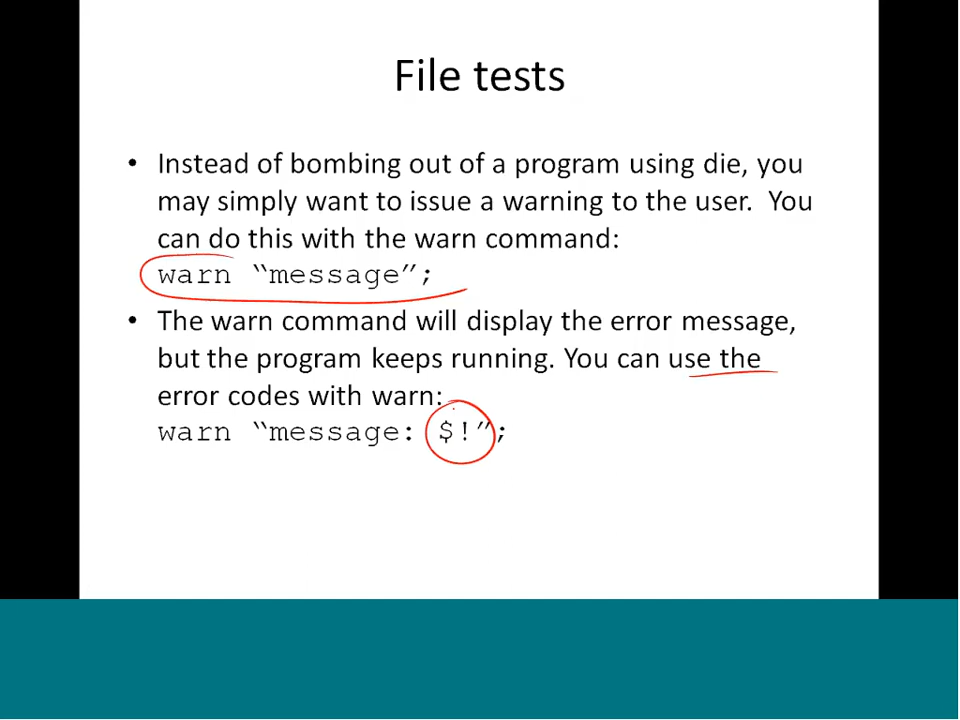 File tests
• Instead of bombing out of a program using die, you
may simply want to issue a warning to the user.  You
can do this with the warn command:
warn “message”;
• The warn command will display the error message,
but the program keeps running. You can use the
error codes with warn:
warn “message: $!”;